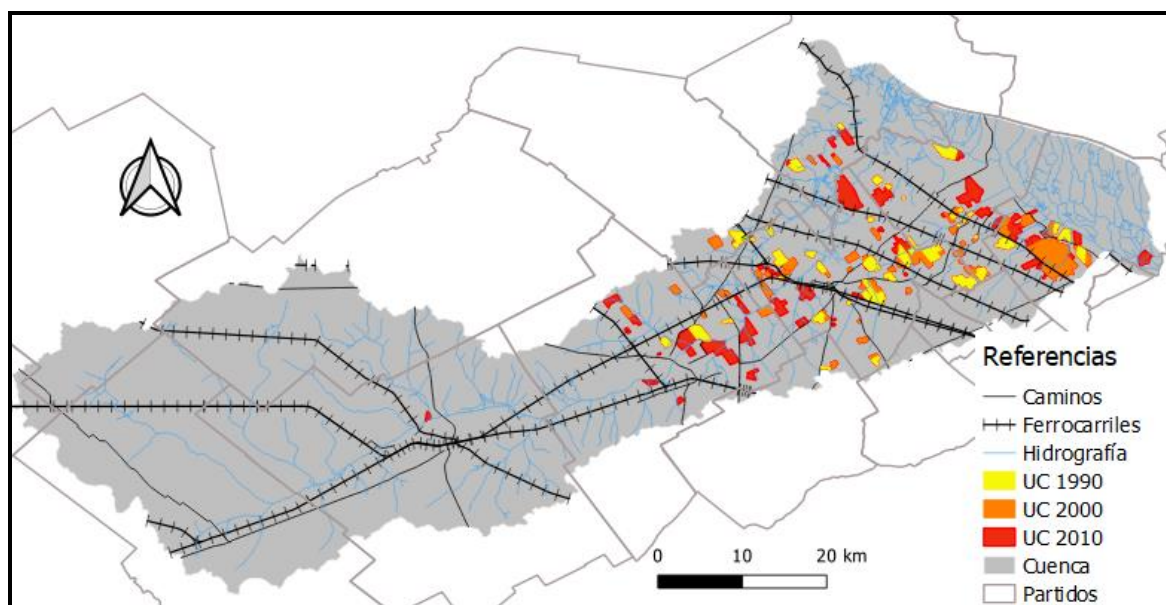 Referencias
Caminos
Ferrocarriles
Hidrografía
UC 1990
UC 2000
UC 2010
Cuenca
Partidos
0 10 20 km